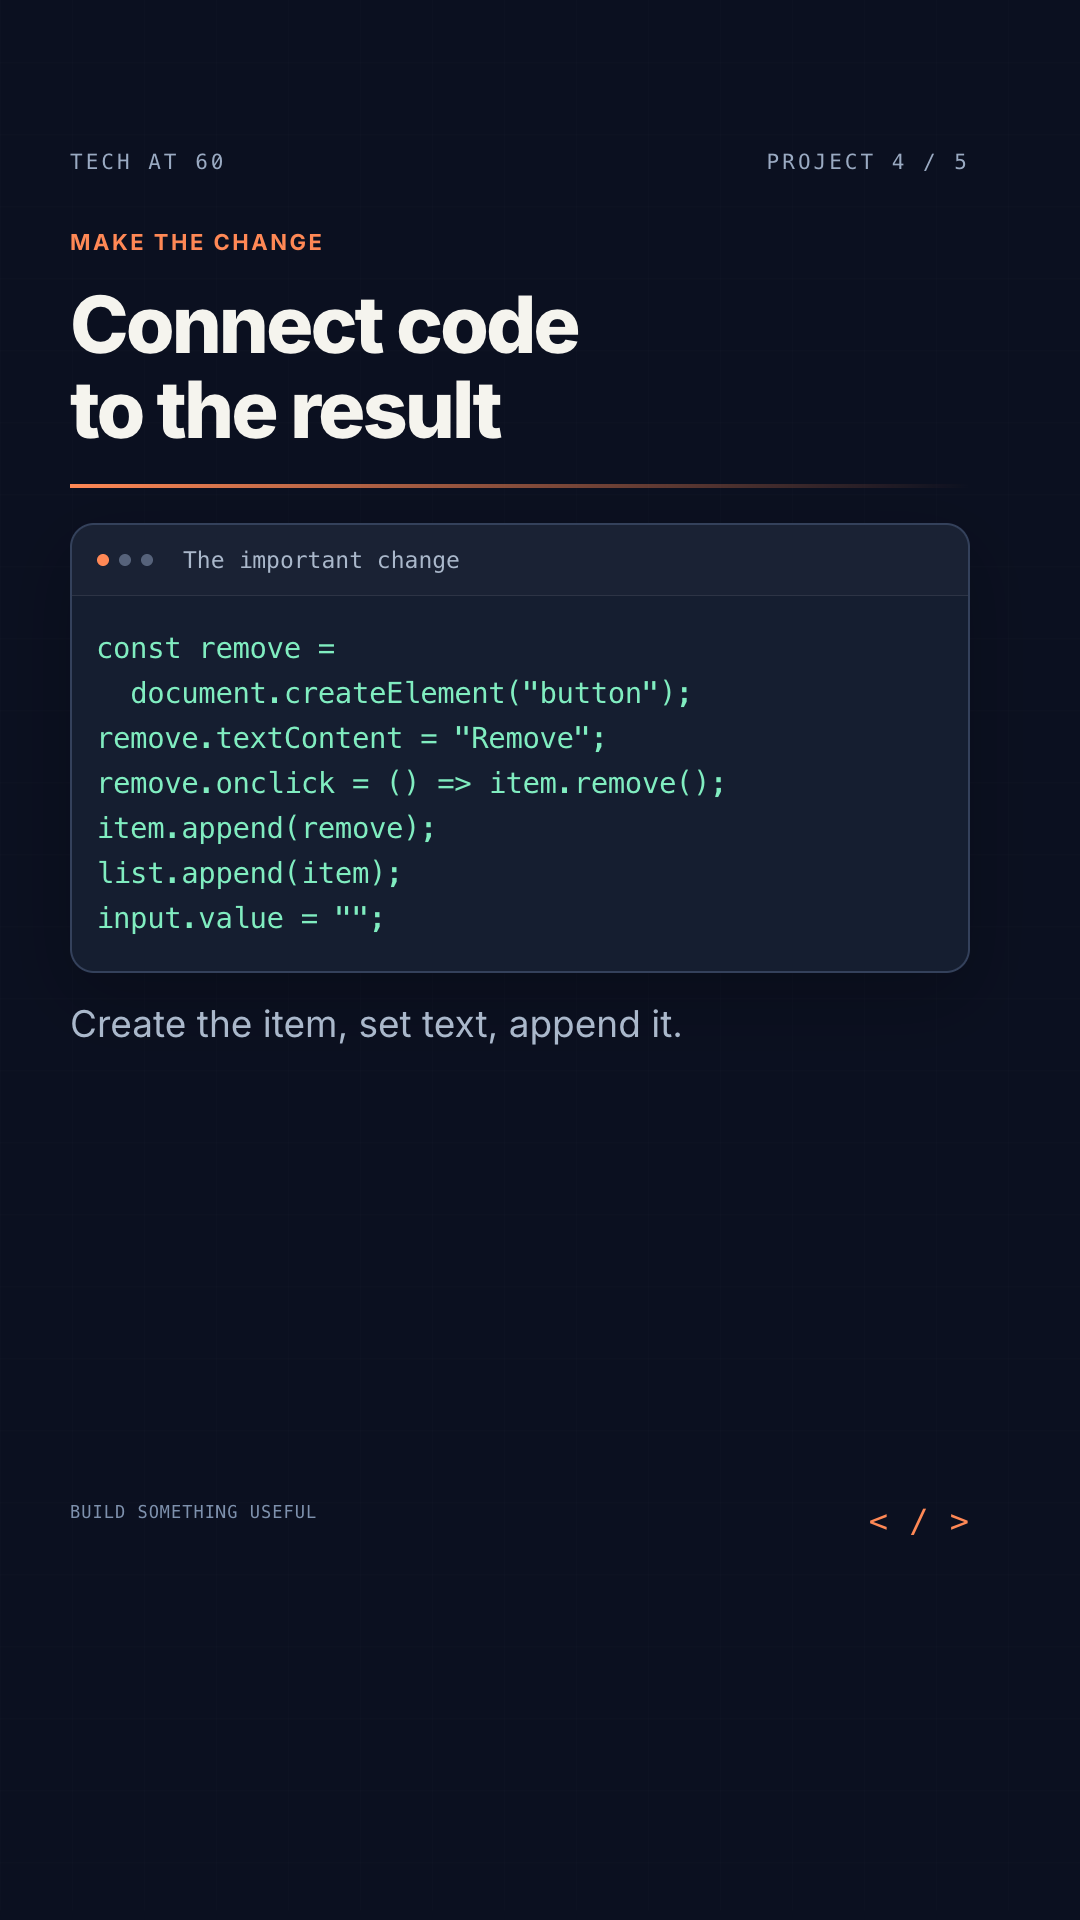 TECH AT 60
PROJECT 4 / 5
MAKE THE CHANGE
Connect code
to the result
The important change
const remove =
  document.createElement("button");
remove.textContent = "Remove";
remove.onclick = () => item.remove();
item.append(remove);
list.append(item);
input.value = "";
Create the item, set text, append it.
BUILD SOMETHING USEFUL
< / >